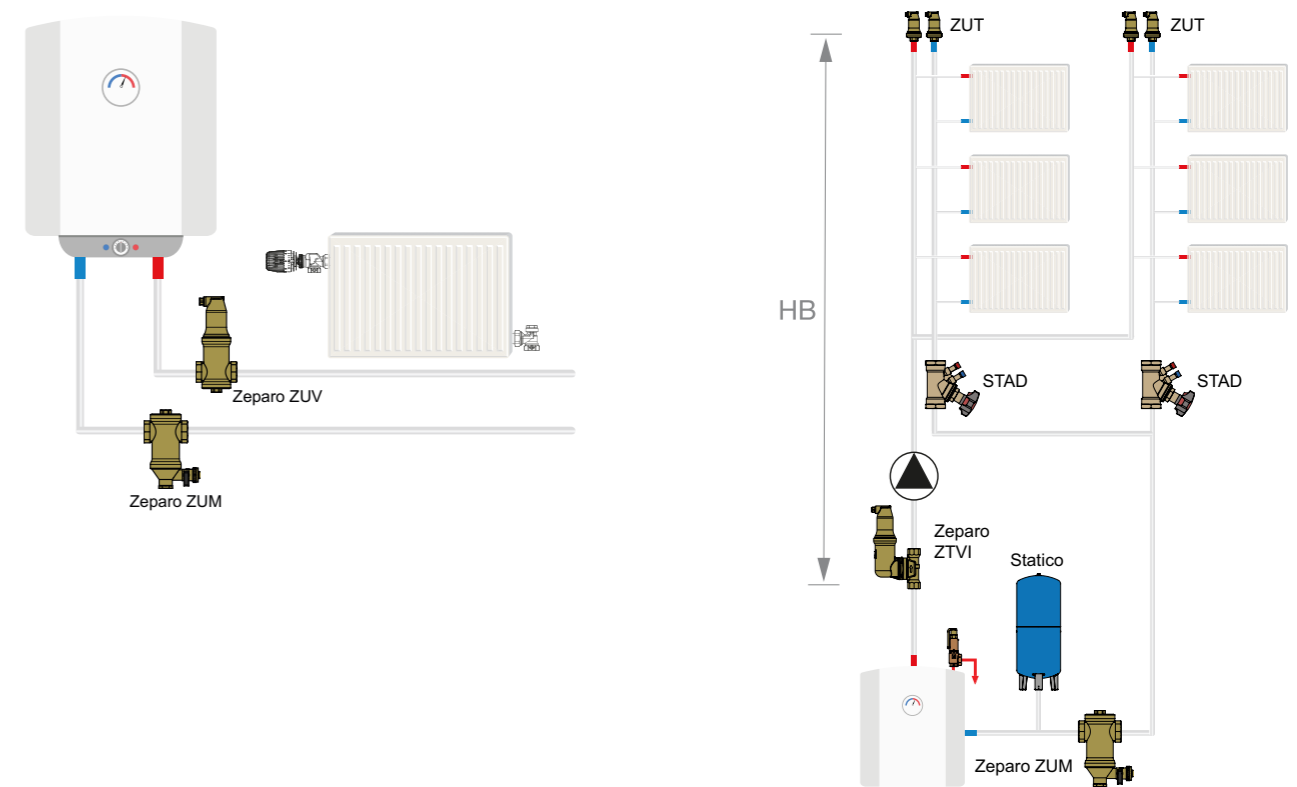 Zeparo ZUV
Zeparo ZUM
ZUT
ZUT
HB
STAD
STAD
Zeparo
ZTVI
Statico
Zeparo ZUM